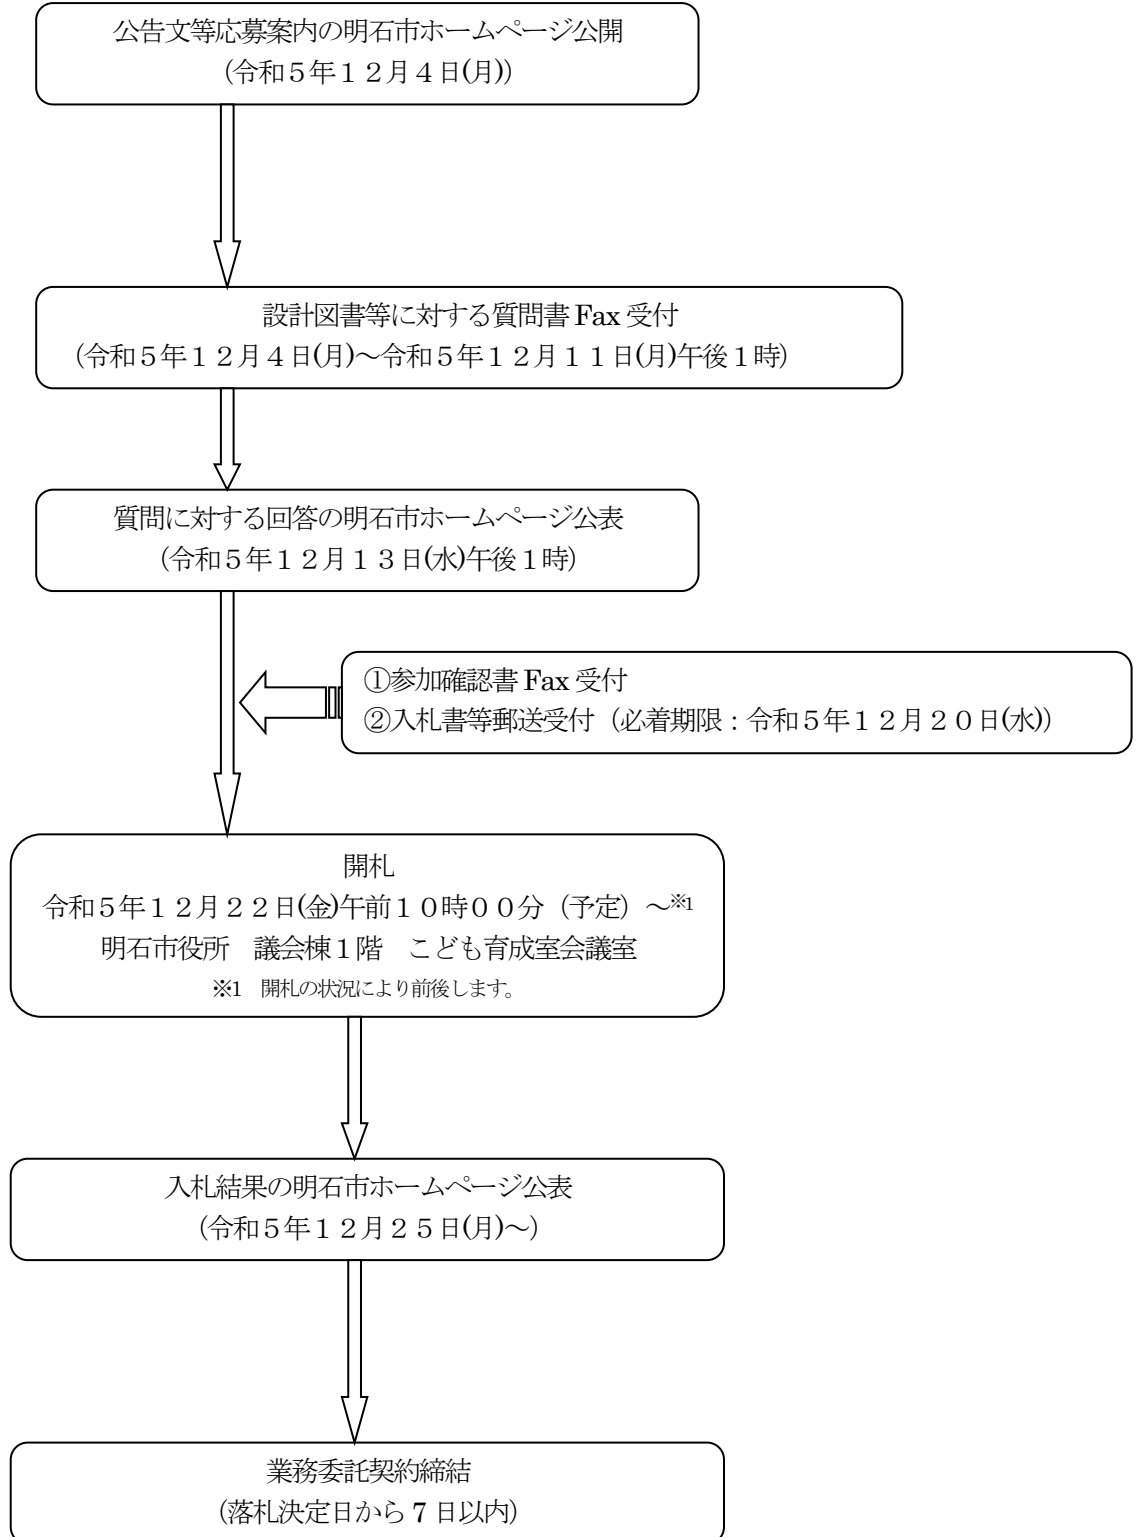 公告文等応募案内の明石市ホームページ公開
（令和５年１２月４日(月)）
設計図書等に対する質問書 Fax 受付
（令和５年１２月４日(月)～令和５年１２月１１日(月)午後１時）
質問に対する回答の明石市ホームページ公表
（令和５年１２月１３日(水)午後１時）
①参加確認書 Fax 受付
②入札書等郵送受付（必着期限：令和５年１２月２０日(水)）
開札
令和５年１２月２２日(金)午前１０時００分（予定）～※1
明石市役所　議会棟１階　こども育成室会議室
※1　開札の状況により前後します。
入札結果の明石市ホームページ公表
（令和５年１２月２５日(月)～）
業務委託契約締結
（落札決定日から 7 日以内）